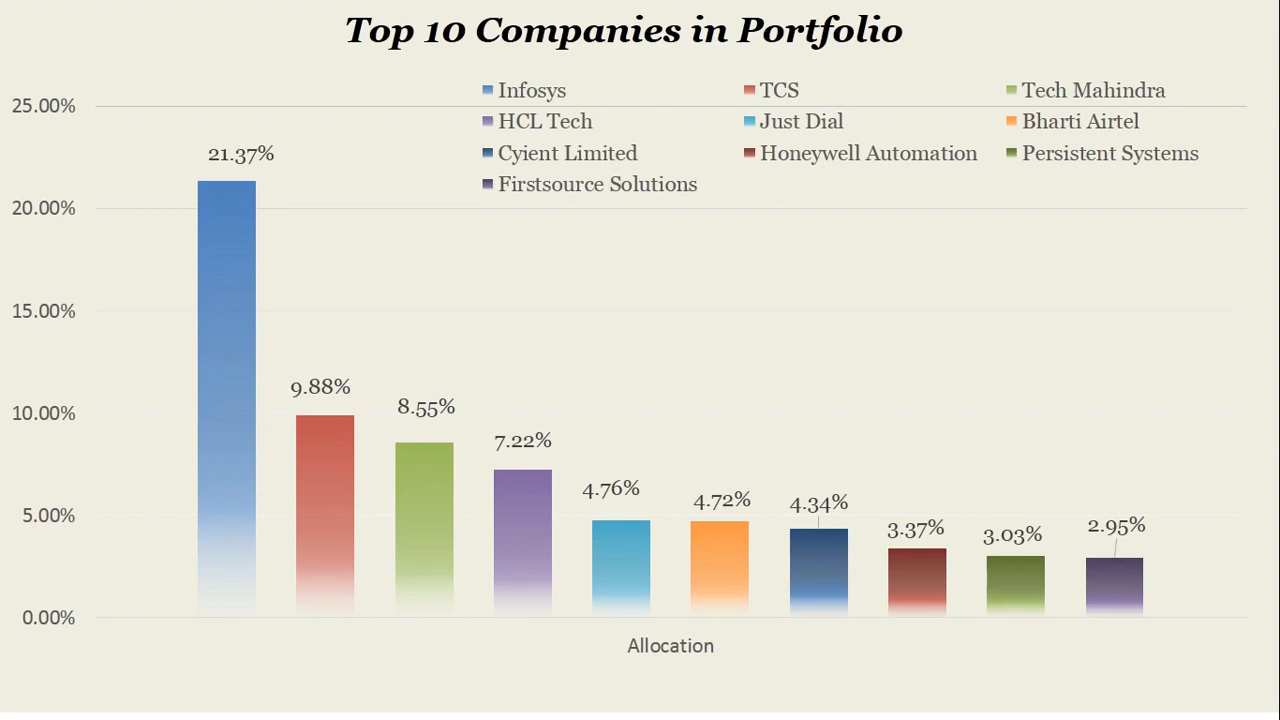 Top 10 Companies in Portfolio
Infosys TCS Tech Mahindra
25.00%
HCL Tech Just Dial Bharti Airtel
Cyient Limited Honeywell Automation Persistent Systems
21.37%
Firstsource Solutions
20.00%
15.00%
9.88%
8.55%
10.00%
7.22%
4.76%
4.72%
4.34%
5.00%
2.95%
3.37%
3.03%
0.00%
Allocation